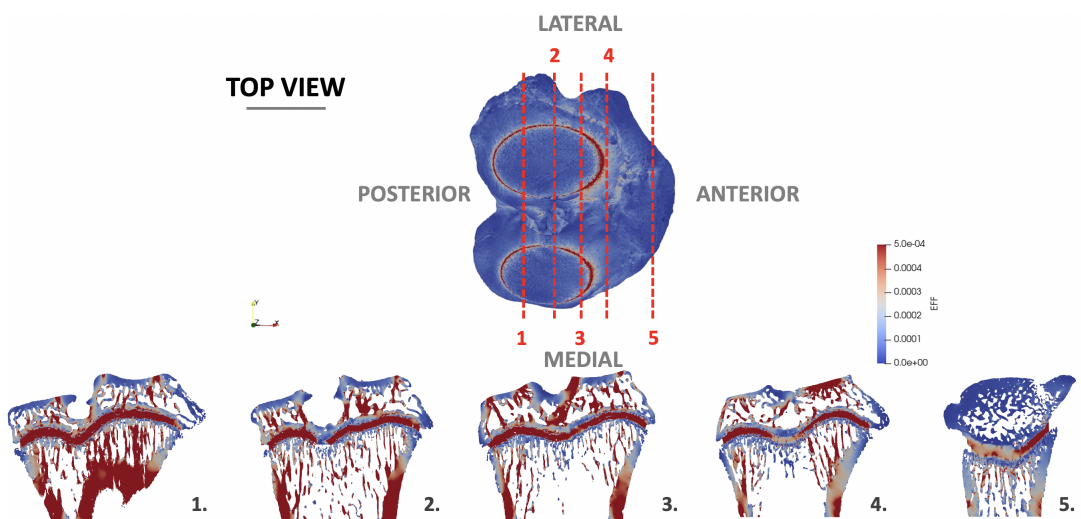 LATERAL
2 4
TOP VIEW
POSTERIOR
ANTERIOR
5.0e-04
0.0004
0.0003
0.0002
0.0001
0.0e+00
EFF
Y
Z X
1 3 5
MEDIAL
1. 2. 3. 4. 5.